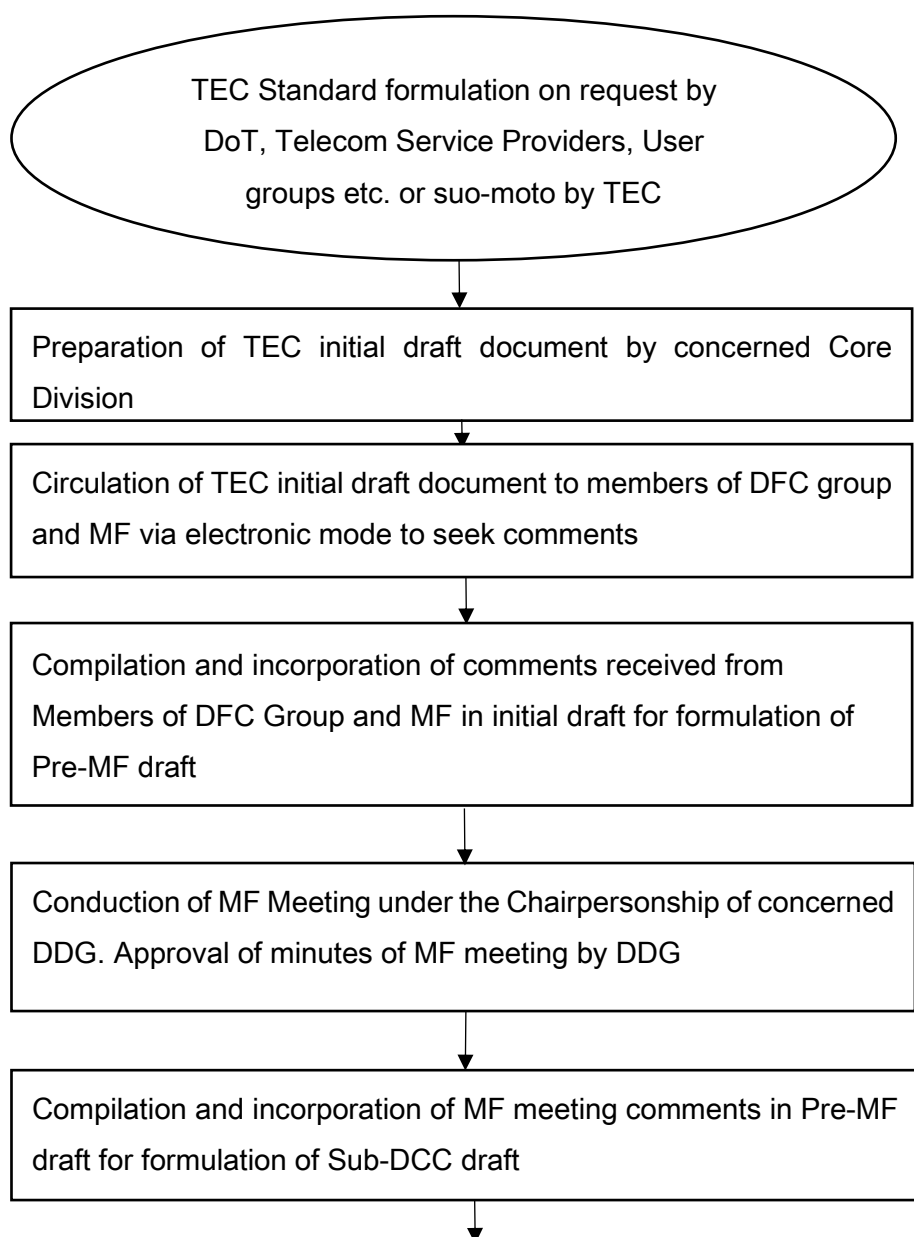 TEC Standard formulation on request by
DoT, Telecom Service Providers, User
groups etc. or suo-moto by TEC
Preparation of TEC initial draft document by concerned Core
Division
Circulation of TEC initial draft document to members of DFC group
and MF via electronic mode to seek comments
Compilation and incorporation of comments received from
Members of DFC Group and MF in initial draft for formulation of
Pre-MF draft
Conduction of MF Meeting under the Chairpersonship of concerned
DDG. Approval of minutes of MF meeting by DDG
Compilation and incorporation of MF meeting comments in Pre-MF
draft for formulation of Sub-DCC draft